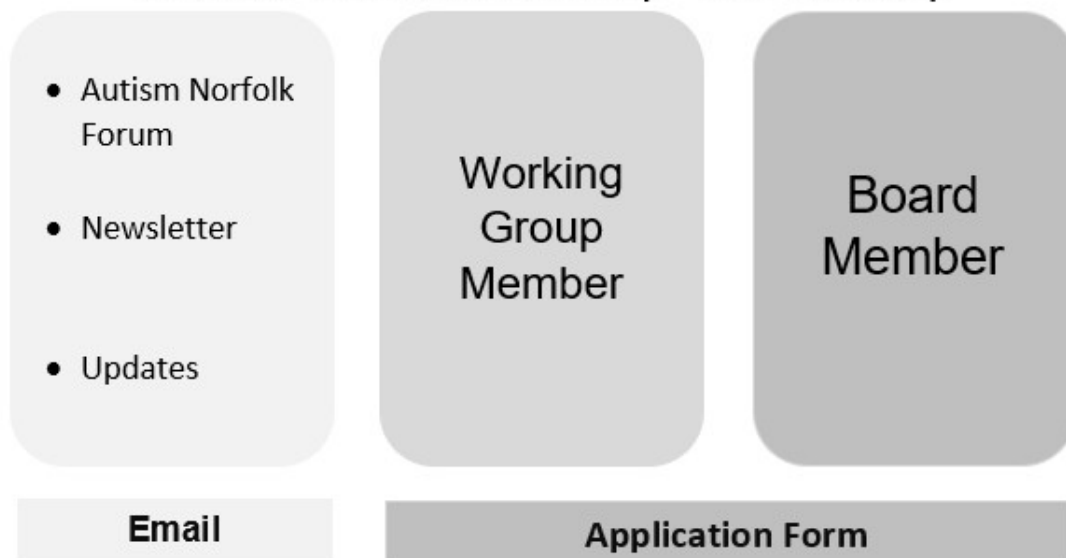 • Autism Norfolk
Forum
• Newsletter
• Updates
Working
Group
Member
Board
Member
Email
Application Form